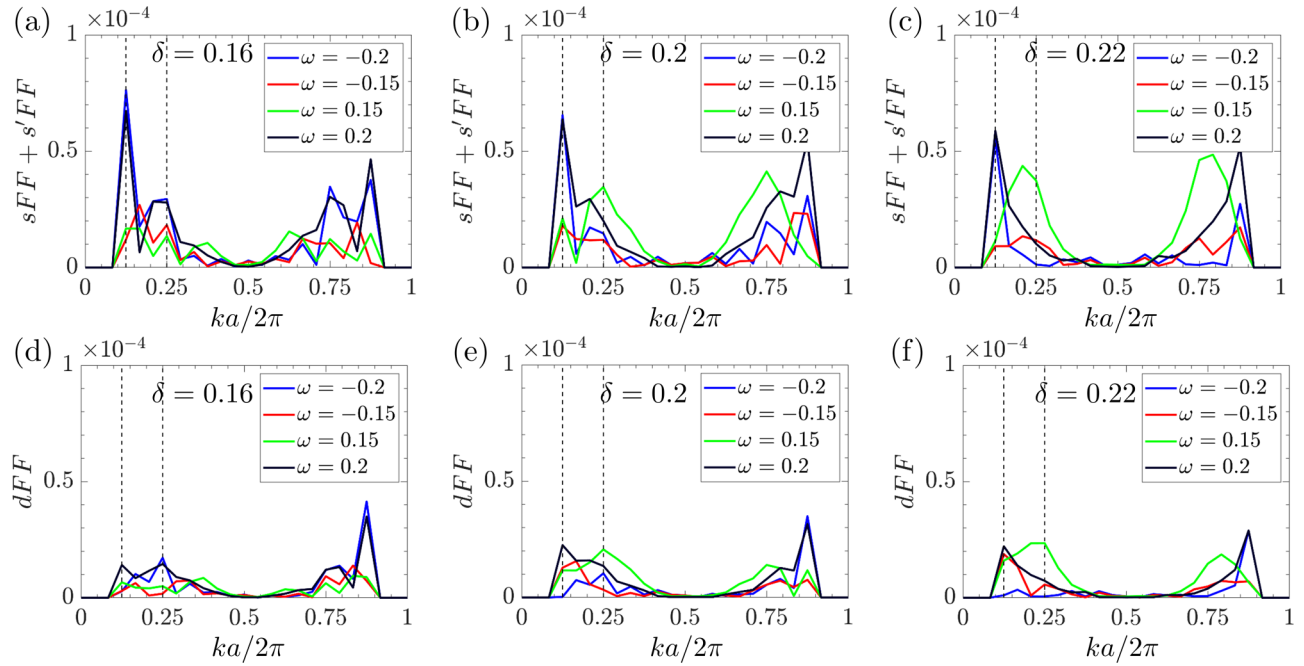 (a)
×10⁻⁴
δ = 0.16
ω = −0.2
ω = −0.15
ω = 0.15
ω = 0.2
1
0.5
0
sFF + s′FF
0 0.25 0.5 0.75 1
ka/2π
(b)
×10⁻⁴
δ = 0.2
ω = −0.2
ω = −0.15
ω = 0.15
ω = 0.2
1
0.5
0
sFF + s′FF
0 0.25 0.5 0.75 1
ka/2π
(c)
×10⁻⁴
δ = 0.22
ω = −0.2
ω = −0.15
ω = 0.15
ω = 0.2
1
0.5
0
sFF + s′FF
0 0.25 0.5 0.75 1
ka/2π
(d)
×10⁻⁴
δ = 0.16
ω = −0.2
ω = −0.15
ω = 0.15
ω = 0.2
1
0.5
0
dFF
0 0.25 0.5 0.75 1
ka/2π
(e)
×10⁻⁴
δ = 0.2
ω = −0.2
ω = −0.15
ω = 0.15
ω = 0.2
1
0.5
0
dFF
0 0.25 0.5 0.75 1
ka/2π
(f)
×10⁻⁴
δ = 0.22
ω = −0.2
ω = −0.15
ω = 0.15
ω = 0.2
1
0.5
0
dFF
0 0.25 0.5 0.75 1
ka/2π